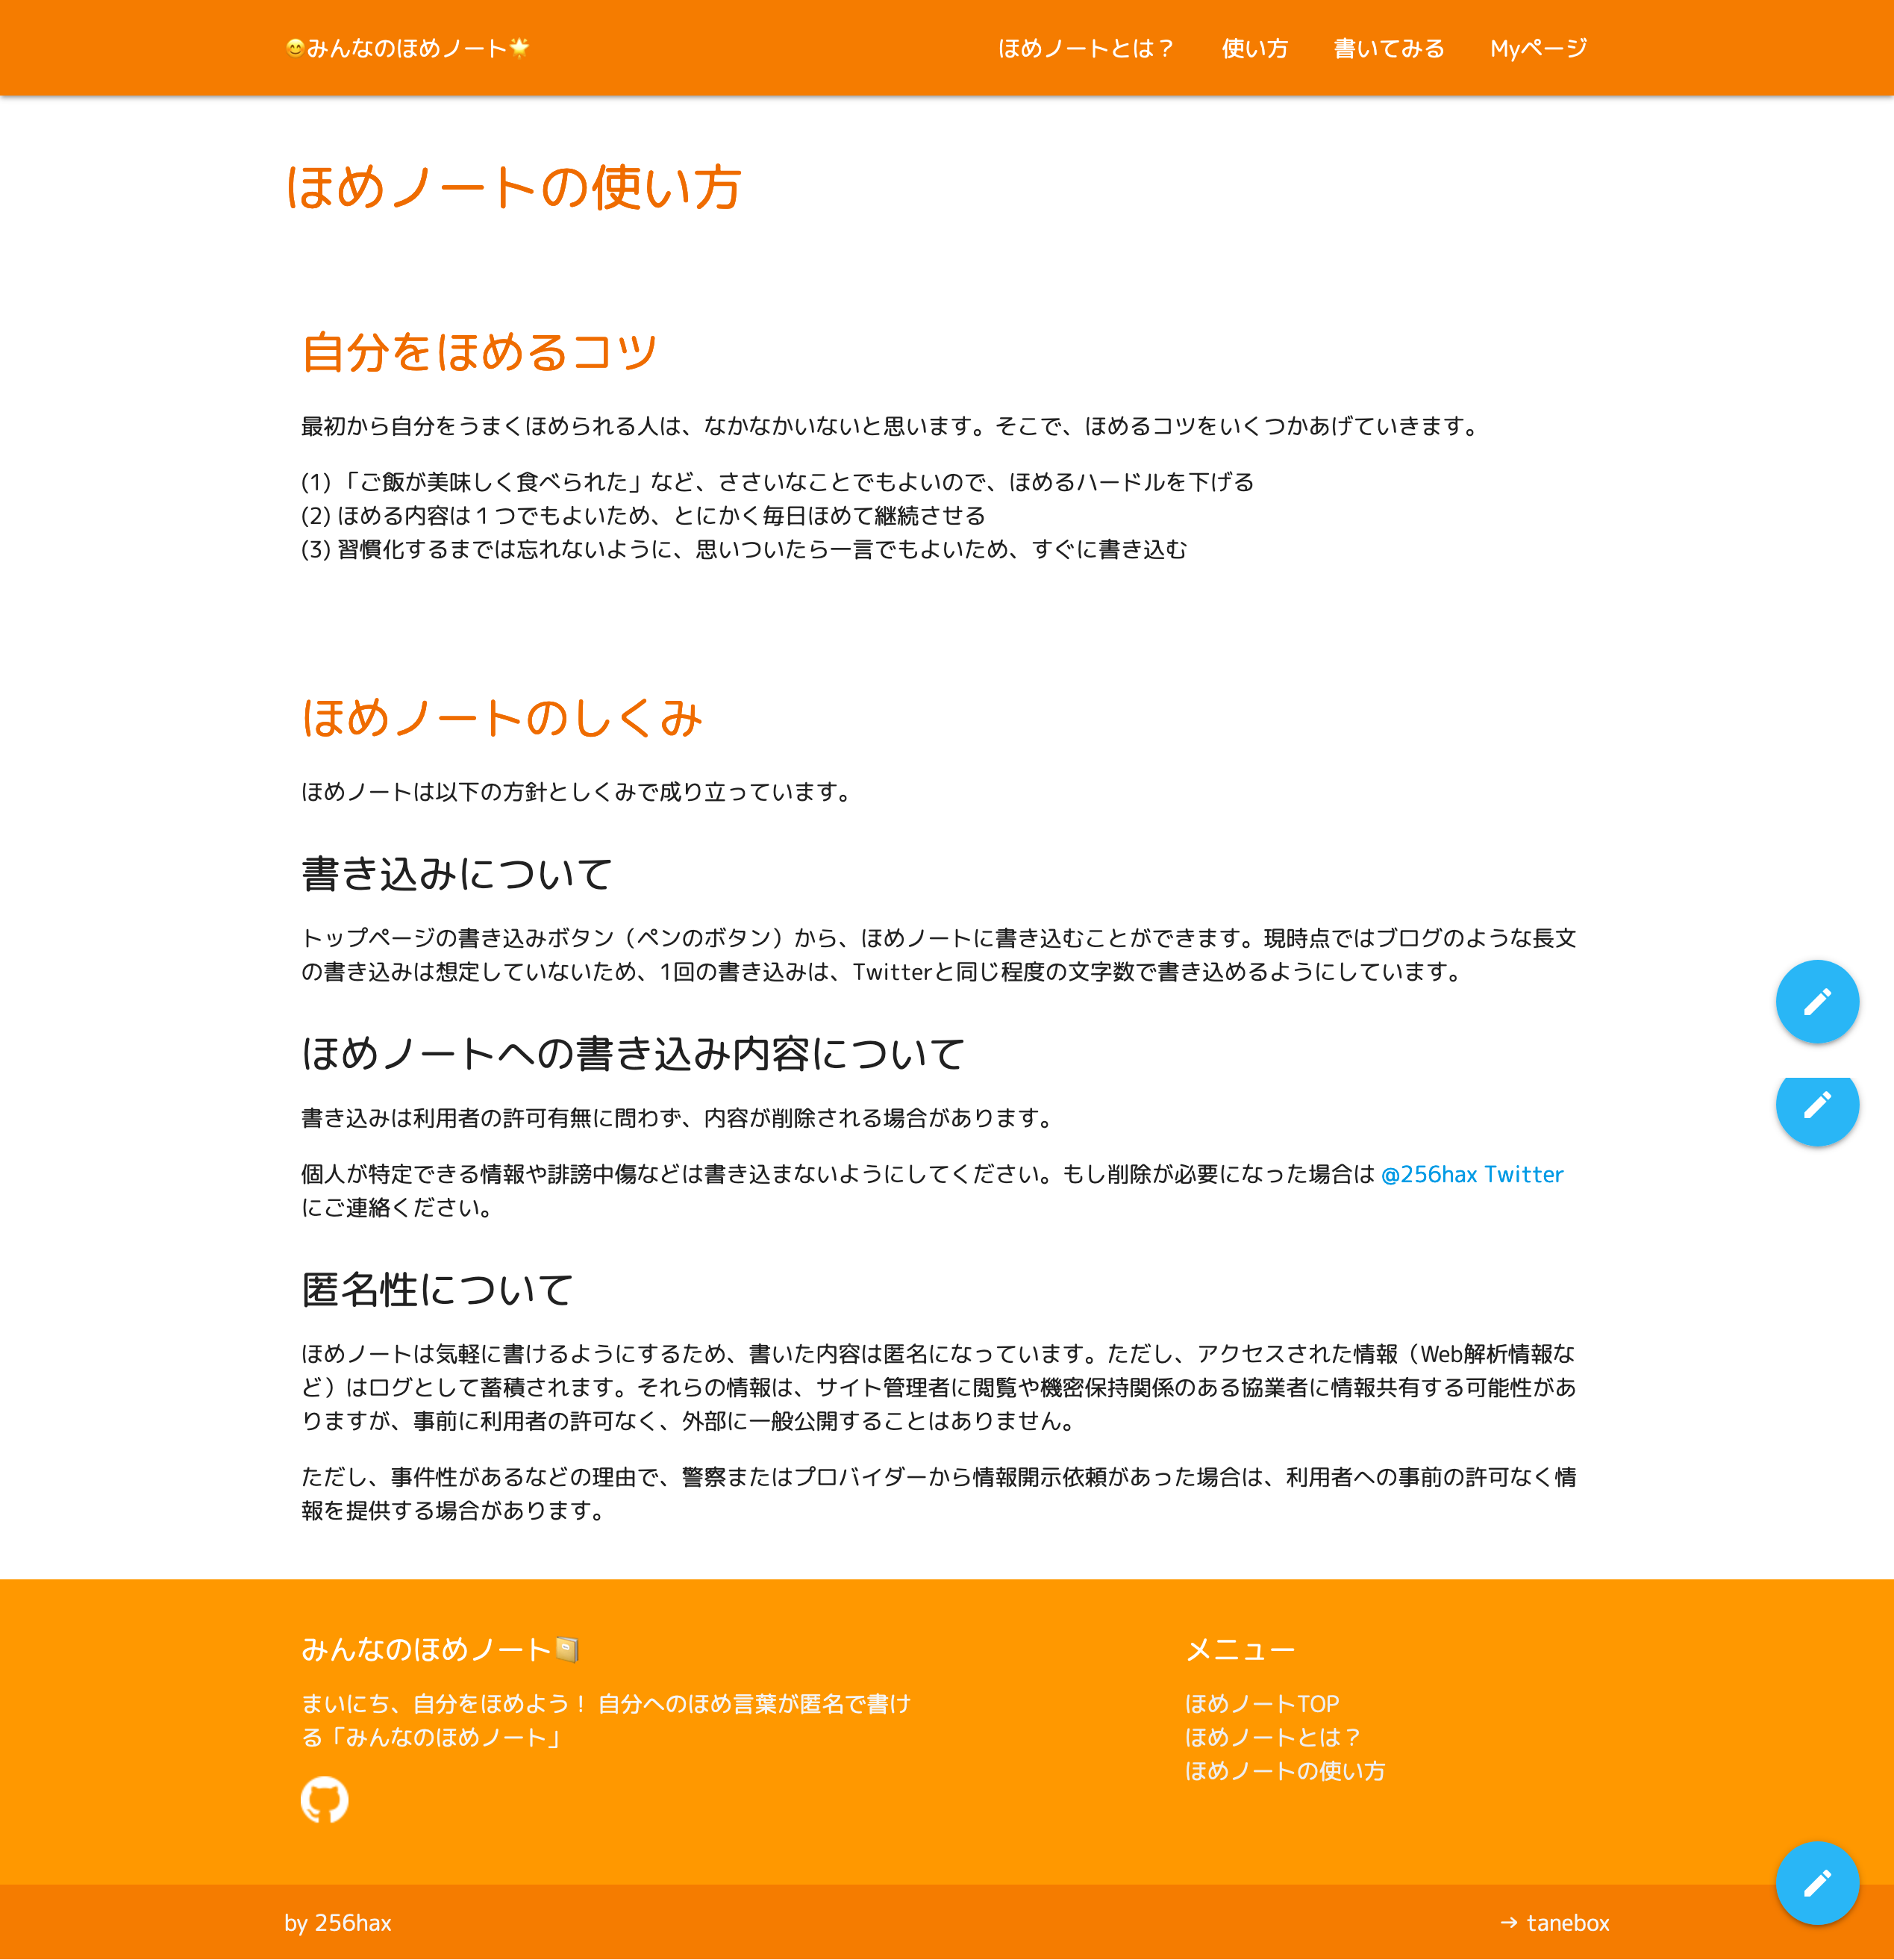 😊みんなのほめノート🌟
ほめノートとは？ 使い方 書いてみる Myページ
ほめノートの使い方
自分をほめるコツ
最初から自分をうまくほめられる人は、なかなかいないと思います。そこで、ほめるコツをいくつかあげていきます。
(1) 「ご飯が美味しく食べられた」など、ささいなことでもよいので、ほめるハードルを下げる
(2) ほめる内容は１つでもよいため、とにかく毎日ほめて継続させる
(3) 習慣化するまでは忘れないように、思いついたら一言でもよいため、すぐに書き込む
ほめノートのしくみ
ほめノートは以下の方針としくみで成り立っています。
書き込みについて
トップページの書き込みボタン（ペンのボタン）から、ほめノートに書き込むことができます。現時点ではブログのような長文
の書き込みは想定していないため、1回の書き込みは、Twitterと同じ程度の文字数で書き込めるようにしています。
ほめノートへの書き込み内容について
書き込みは利用者の許可有無に問わず、内容が削除される場合があります。
個人が特定できる情報や誹謗中傷などは書き込まないようにしてください。もし削除が必要になった場合は @256hax Twitter
にご連絡ください。
匿名性について
ほめノートは気軽に書けるようにするため、書いた内容は匿名になっています。ただし、アクセスされた情報（Web解析情報な
ど）はログとして蓄積されます。それらの情報は、サイト管理者に閲覧や機密保持関係のある協業者に情報共有する可能性があ
りますが、事前に利用者の許可なく、外部に一般公開することはありません。
ただし、事件性があるなどの理由で、警察またはプロバイダーから情報開示依頼があった場合は、利用者への事前の許可なく情
報を提供する場合があります。
みんなのほめノート📔
まいにち、自分をほめよう！ 自分へのほめ言葉が匿名で書け
る「みんなのほめノート」
メニュー
ほめノートTOP
ほめノートとは？
ほめノートの使い方
by 256hax
→ tanebox